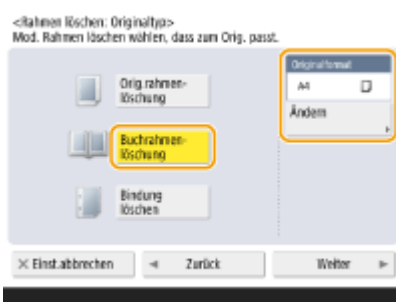 <Rahmen löschen: Originaltyp>
Mod. Rahmen löschen wählen, dass zum Orig. passt.
Originalformat
A4
Orig.rahmen-
löschung
Ändern
Buchrahmen-
löschung
Bindung
löschen
× Einst.abbrechen
Zurück
Weiter